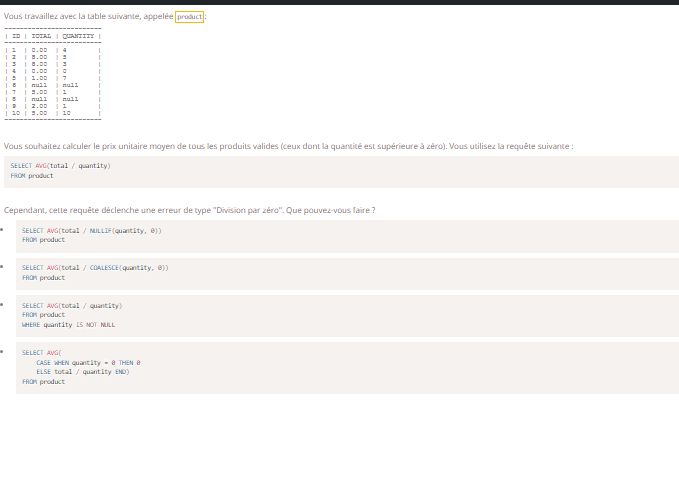 Vous travaillez avec la table suivante, appelée product:
------------------------
| ID | TOTAL | QUANTITY |
------------------------
| 1 | 0.00 | 4 |
| 2 | 8.00 | 5 |
| 3 | 8.00 | 3 |
| 4 | 0.00 | 0 |
| 5 | 1.00 | 7 |
| 6 | null | null |
| 7 | 5.00 | 1 |
| 8 | null | null |
| 9 | 2.00 | 1 |
| 10 | 5.00 | 10 |
------------------------
Vous souhaitez calculer le prix unitaire moyen de tous les produits valides (ceux dont la quantité est supérieure à zéro). Vous utilisez la requête suivante :
SELECT AVG(total / quantity)
FROM product
Cependant, cette requête déclenche une erreur de type "Division par zéro". Que pouvez-vous faire ?
SELECT AVG(total / NULLIF(quantity, 0))
FROM product
SELECT AVG(total / COALESCE(quantity, 0))
FROM product
SELECT AVG(total / quantity)
FROM product
WHERE quantity IS NOT NULL
SELECT AVG(
CASE WHEN quantity = 0 THEN 0
ELSE total / quantity END)
FROM product